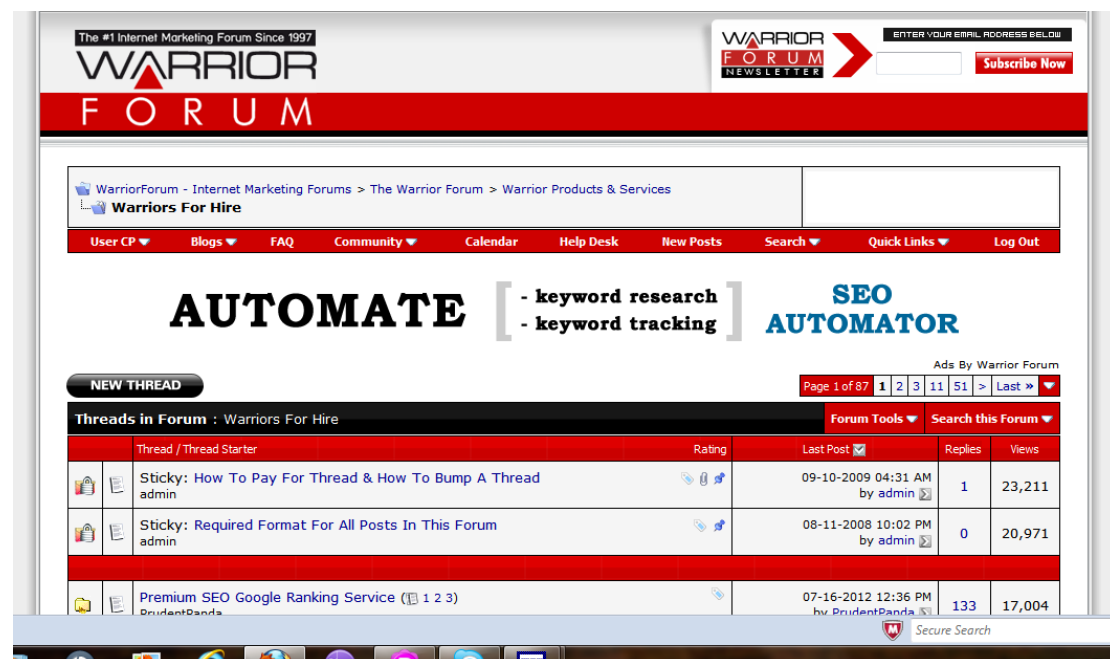 The #1 Internet Marketing Forum Since 1997
WARRIOR
FORUM
WARRIOR
FORUM
NEWSLETTER
ENTER YOUR EMAIL ADDRESS BELOW
Subscribe Now
WarriorForum - Internet Marketing Forums > The Warrior Forum > Warrior Products & Services
Warriors For Hire
User CP Blogs FAQ Community Calendar Help Desk New Posts Search Quick Links Log Out
AUTOMATE [ - keyword research ] SEO
- keyword tracking AUTOMATOR
Ads By Warrior Forum
NEW THREAD
Page 1 of 87 1 2 3 11 51 > Last »
Threads in Forum : Warriors For Hire Forum Tools Search this Forum
Thread / Thread Starter Rating Last Post Replies Views
Sticky: How To Pay For Thread & How To Bump A Thread 09-10-2009 04:31 AM 1 23,211
admin by admin
Sticky: Required Format For All Posts In This Forum 08-11-2008 10:02 PM 0 20,971
admin by admin
Premium SEO Google Ranking Service ( 1 2 3) 07-16-2012 12:36 PM 133 17,004
PrudentPanda by PrudentPanda
Secure Search